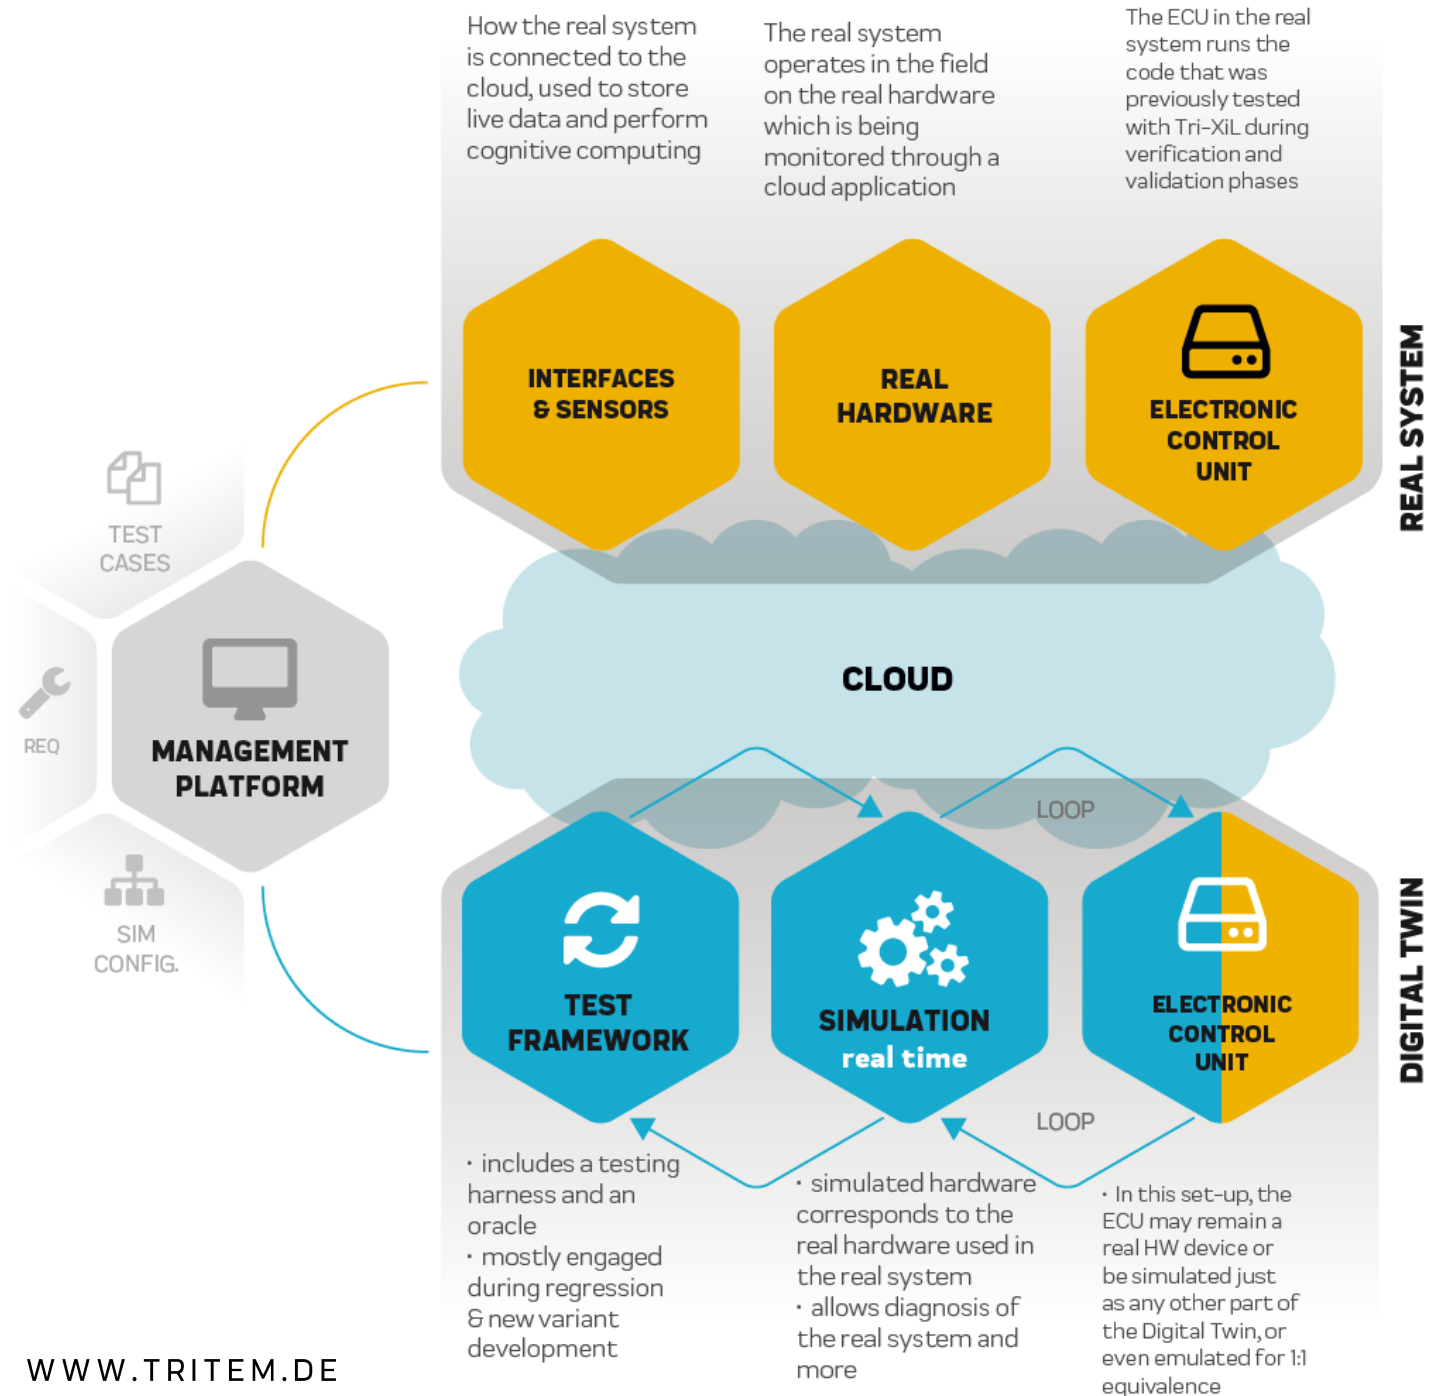 How the real system
is connected to the
cloud, used to store
live data and perform
cognitive computing
The real system
operates in the field
on the real hardware
which is being
monitored through a
cloud application
The ECU in the real
system runs the
code that was
previously tested
with Tri-XiL during
verification and
validation phases
INTERFACES
& SENSORS
REAL
HARDWARE
ELECTRONIC
CONTROL
UNIT
REAL SYSTEM
TEST
CASES
REQ
MANAGEMENT
PLATFORM
SIM
CONFIG.
CLOUD
LOOP
TEST
FRAMEWORK
SIMULATION
real time
ELECTRONIC
CONTROL
UNIT
DIGITAL TWIN
LOOP
· includes a testing
harness and an
oracle
· mostly engaged
during regression
& new variant
development
· simulated hardware
corresponds to the
real hardware used in
the real system
· allows diagnosis of
the real system and
more
· In this set-up, the
ECU may remain a
real HW device or
be simulated just
as any other part of
the Digital Twin, or
even emulated for 1:1
equivalence
WWW.TRITEM.DE